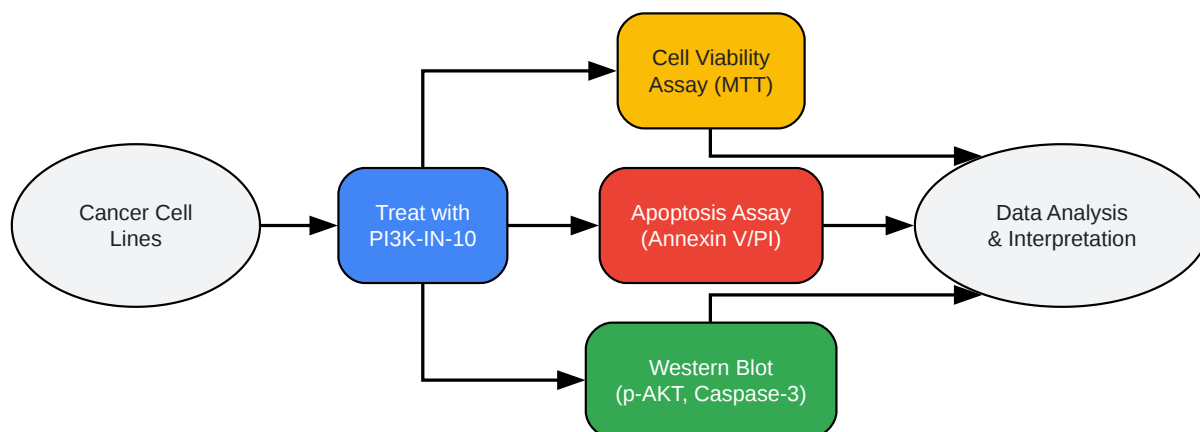 Cell Viability
Assay (MTT)
Cancer Cell
Lines
Treat with
PI3K-IN-10
Apoptosis Assay
(Annexin V/PI)
Data Analysis
& Interpretation
Western Blot
(p-AKT, Caspase-3)